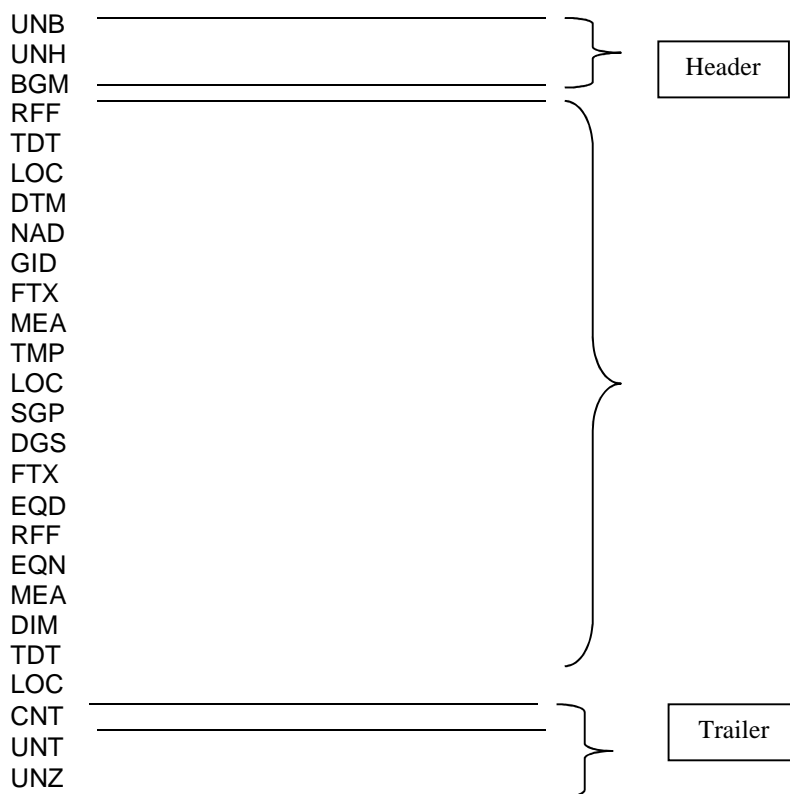 UNB
UNH
Header
BGM
RFF
TDT
LOC
DTM
NAD
GID
FTX
MEA
TMP
LOC
SGP
DGS
FTX
EQD
RFF
EQN
MEA
DIM
TDT
LOC
CNT
Trailer
UNT
UNZ